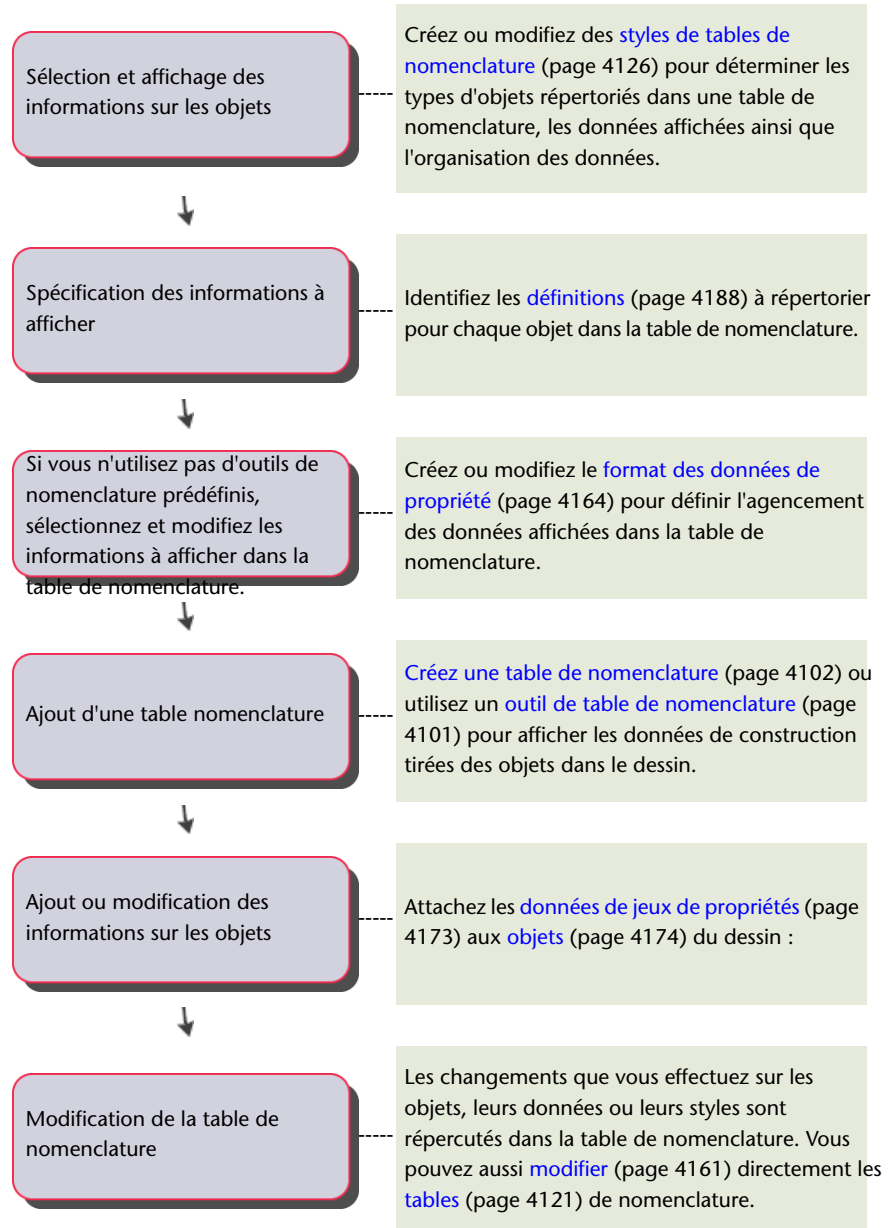 Sélection et affichage des
informations sur les objets
Créez ou modifiez des styles de tables de
nomenclature (page 4126) pour déterminer les
types d'objets répertoriés dans une table de
nomenclature, les données affichées ainsi que
l'organisation des données.
Spécification des informations à
afficher
Identifiez les définitions (page 4188) à répertorier
pour chaque objet dans la table de nomenclature.
Si vous n'utilisez pas d'outils de
nomenclature prédéfinis,
sélectionnez et modifiez les
informations à afficher dans la
table de nomenclature.
Créez ou modifiez le format des données de
propriété (page 4164) pour définir l'agencement
des données affichées dans la table de
nomenclature.
Ajout d'une table nomenclature
Créez une table de nomenclature (page 4102) ou
utilisez un outil de table de nomenclature (page
4101) pour afficher les données de construction
tirées des objets dans le dessin.
Ajout ou modification des
informations sur les objets
Attachez les données de jeux de propriétés (page
4173) aux objets (page 4174) du dessin :
Modification de la table de
nomenclature
Les changements que vous effectuez sur les
objets, leurs données ou leurs styles sont
répercutés dans la table de nomenclature. Vous
pouvez aussi modifier (page 4161) directement les
tables (page 4121) de nomenclature.